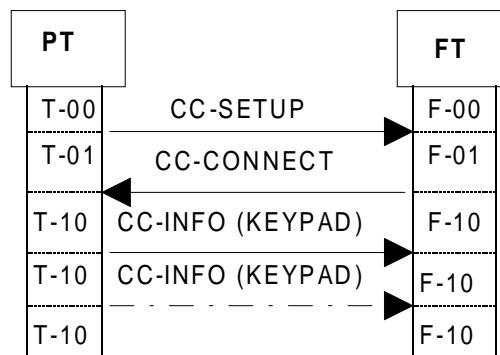 PT FT
T-00 CC-SETUP F-00
T-01 CC-CONNECT F-01
T-10 CC-INFO (KEYPAD) F-10
T-10 CC-INFO (KEYPAD) F-10
T-10 F-10